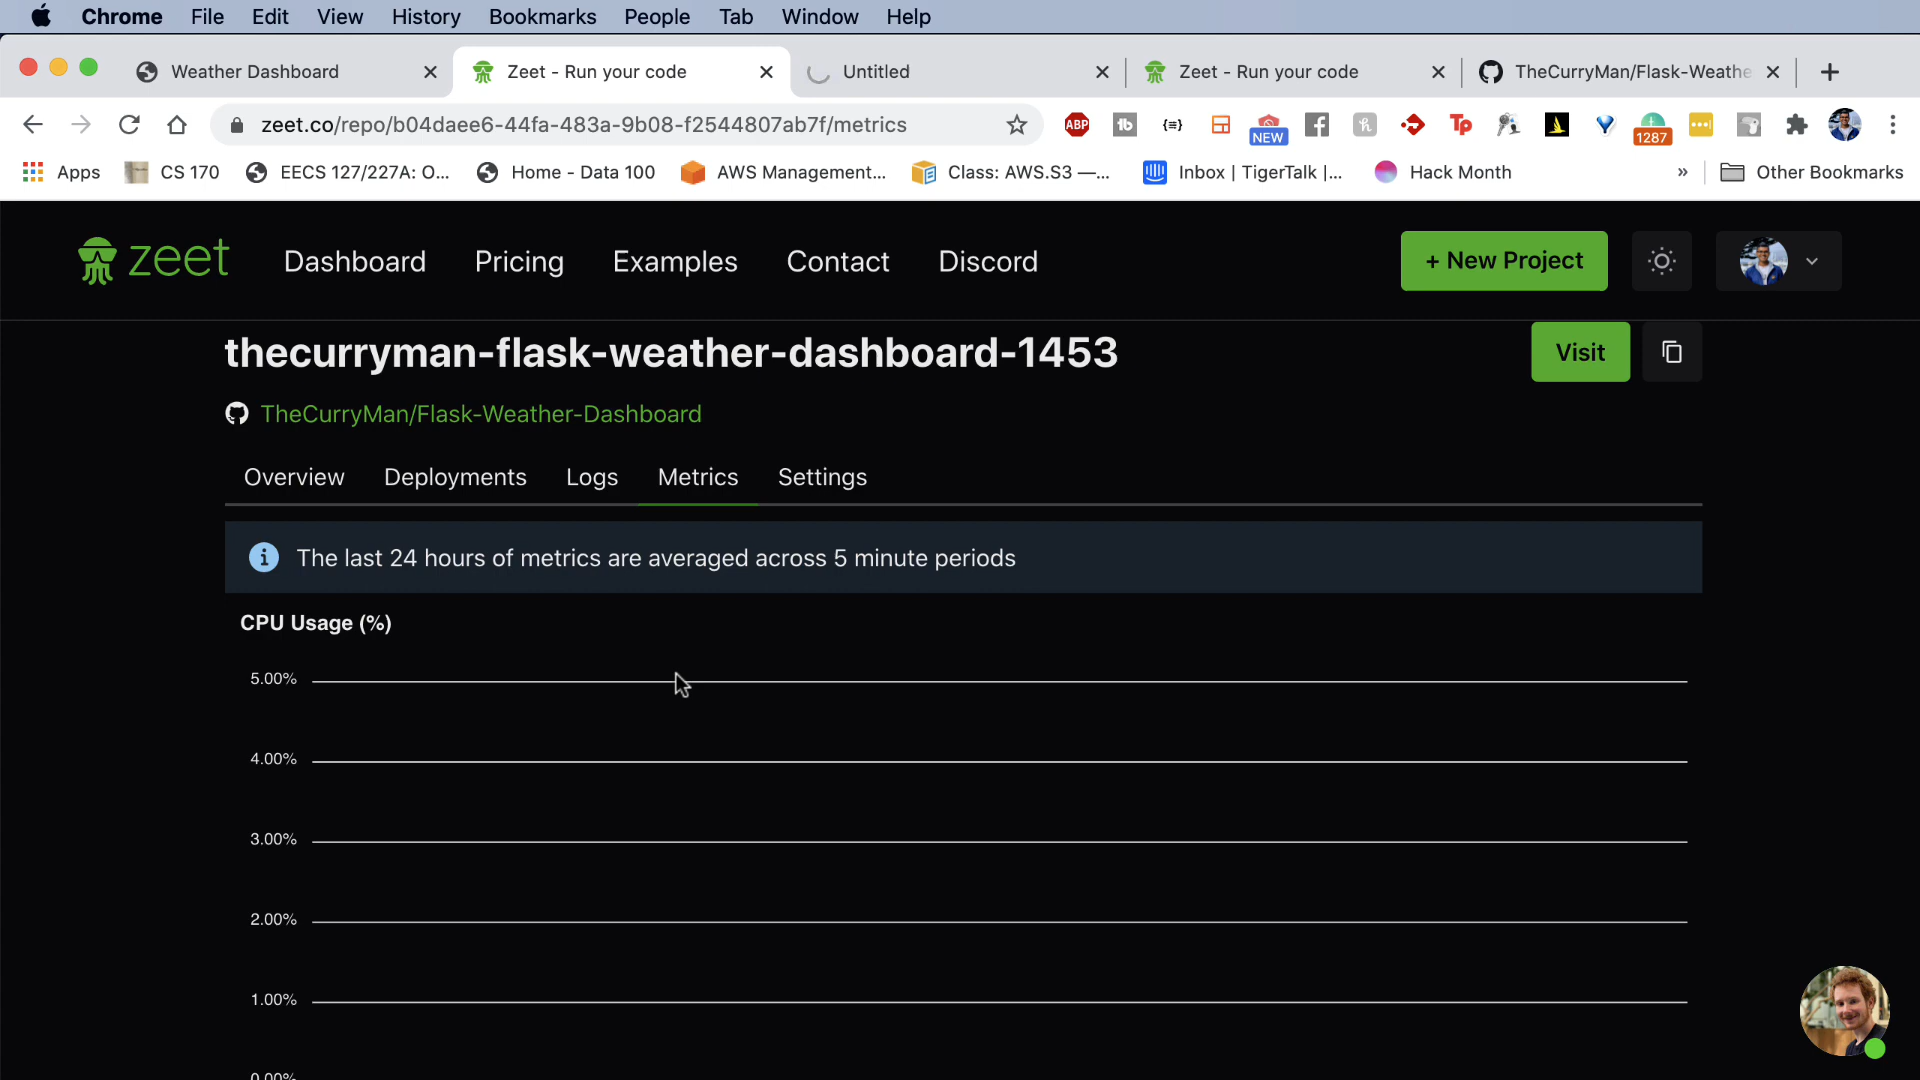 Chrome File Edit View History Bookmarks People Tab Window Help
Weather Dashboard Zeet - Run your code Untitled Zeet - Run your code TheCurryMan/Flask-Weathe
zeet.co/repo/b04daee6-44fa-483a-9b08-f2544807ab7f/metrics ABP tb {=} NEW h Tp 1287
Apps CS 170 EECS 127/227A: O... Home - Data 100 AWS Management... Class: AWS.S3 —... Inbox | TigerTalk |... Hack Month » Other Bookmarks
zeet Dashboard Pricing Examples Contact Discord + New Project
thecurryman-flask-weather-dashboard-1453 Visit
TheCurryMan/Flask-Weather-Dashboard
Overview Deployments Logs Metrics Settings
The last 24 hours of metrics are averaged across 5 minute periods
CPU Usage (%)
5.00%
4.00%
3.00%
2.00%
1.00%
0.00%